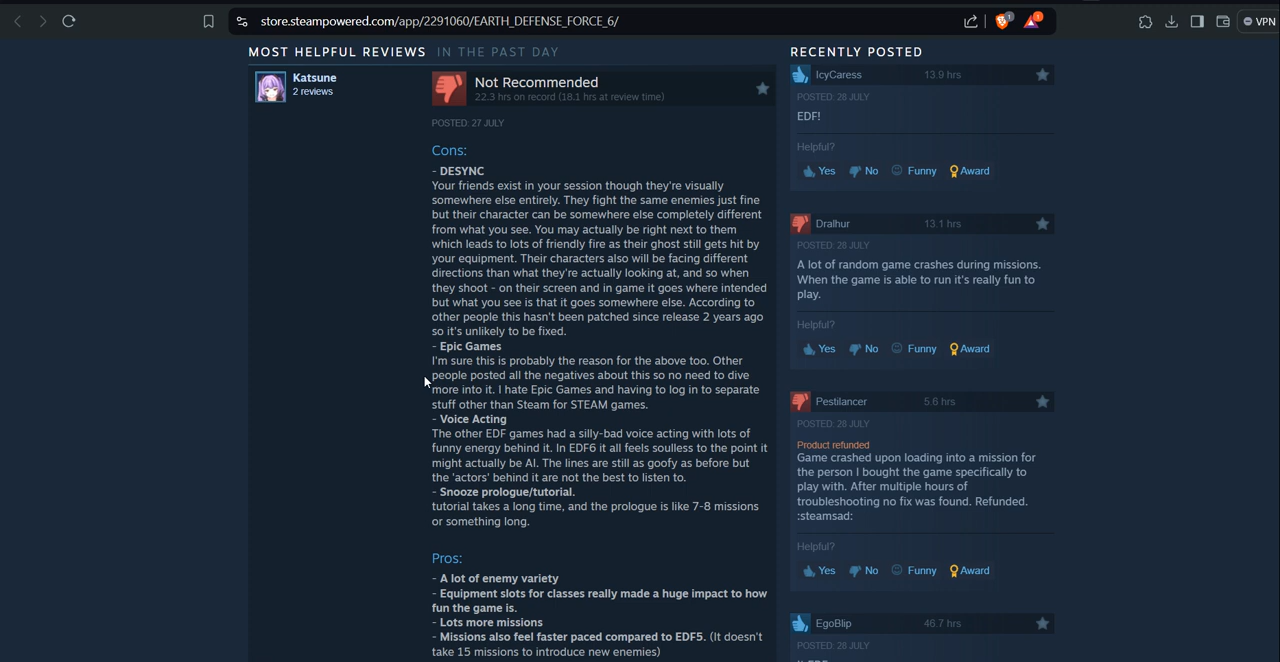 store.steampowered.com/app/2291060/EARTH_DEFENSE_FORCE_6/
1
1
VPN
MOST HELPFUL REVIEWS IN THE PAST DAY
Katsune
2 reviews
Not Recommended
22.3 hrs on record (18.1 hrs at review time)
POSTED: 27 JULY
Cons:
- DESYNC
Your friends exist in your session though they're visually
somewhere else entirely. They fight the same enemies just fine
but their character can be somewhere else completely different
from what you see. You may actually be right next to them
which leads to lots of friendly fire as their ghost still gets hit by
your equipment. Their characters also will be facing different
directions than what they're actually looking at, and so when
they shoot - on their screen and in game it goes where intended
but what you see is that it goes somewhere else. According to
other people this hasn't been patched since release 2 years ago
so it's unlikely to be fixed.
- Epic Games
I'm sure this is probably the reason for the above too. Other
people posted all the negatives about this so no need to dive
more into it. I hate Epic Games and having to log in to separate
stuff other than Steam for STEAM games.
- Voice Acting
The other EDF games had a silly-bad voice acting with lots of
funny energy behind it. In EDF6 it all feels soulless to the point it
might actually be AI. The lines are still as goofy as before but
the 'actors' behind it are not the best to listen to.
- Snooze prologue/tutorial.
tutorial takes a long time, and the prologue is like 7-8 missions
or something long.
Pros:
- A lot of enemy variety
- Equipment slots for classes really made a huge impact to how
fun the game is.
- Lots more missions
- Missions also feel faster paced compared to EDF5. (It doesn't
take 15 missions to introduce new enemies)
RECENTLY POSTED
IcyCaress 13.9 hrs
POSTED: 28 JULY
EDF!
Helpful?
Yes No Funny Award
Dralhur 13.1 hrs
POSTED: 28 JULY
A lot of random game crashes during missions.
When the game is able to run it's really fun to
play.
Helpful?
Yes No Funny Award
Pestilancer 5.6 hrs
POSTED: 28 JULY
Product refunded
Game crashed upon loading into a mission for
the person I bought the game specifically to
play with. After multiple hours of
troubleshooting no fix was found. Refunded.
:steamsad:
Helpful?
Yes No Funny Award
EgoBlip 46.7 hrs
POSTED: 28 JULY